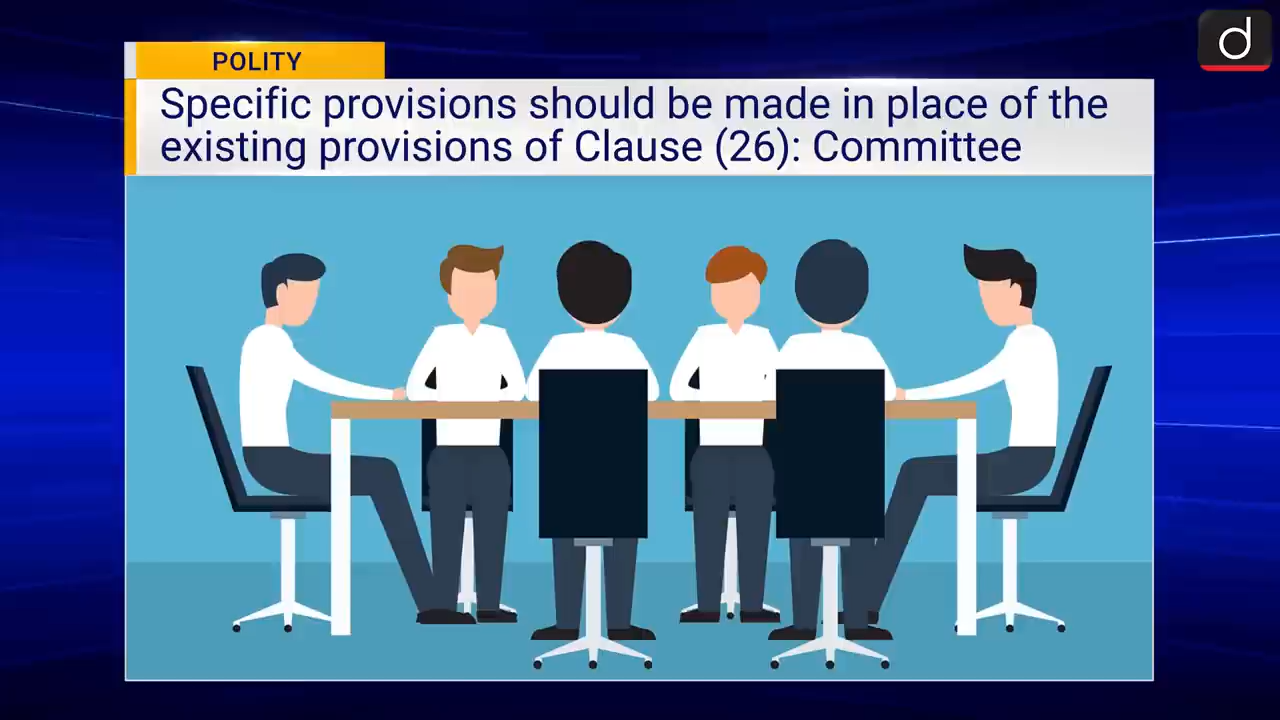 POLITY
d
Specific provisions should be made in place of the
existing provisions of Clause (26): Committee